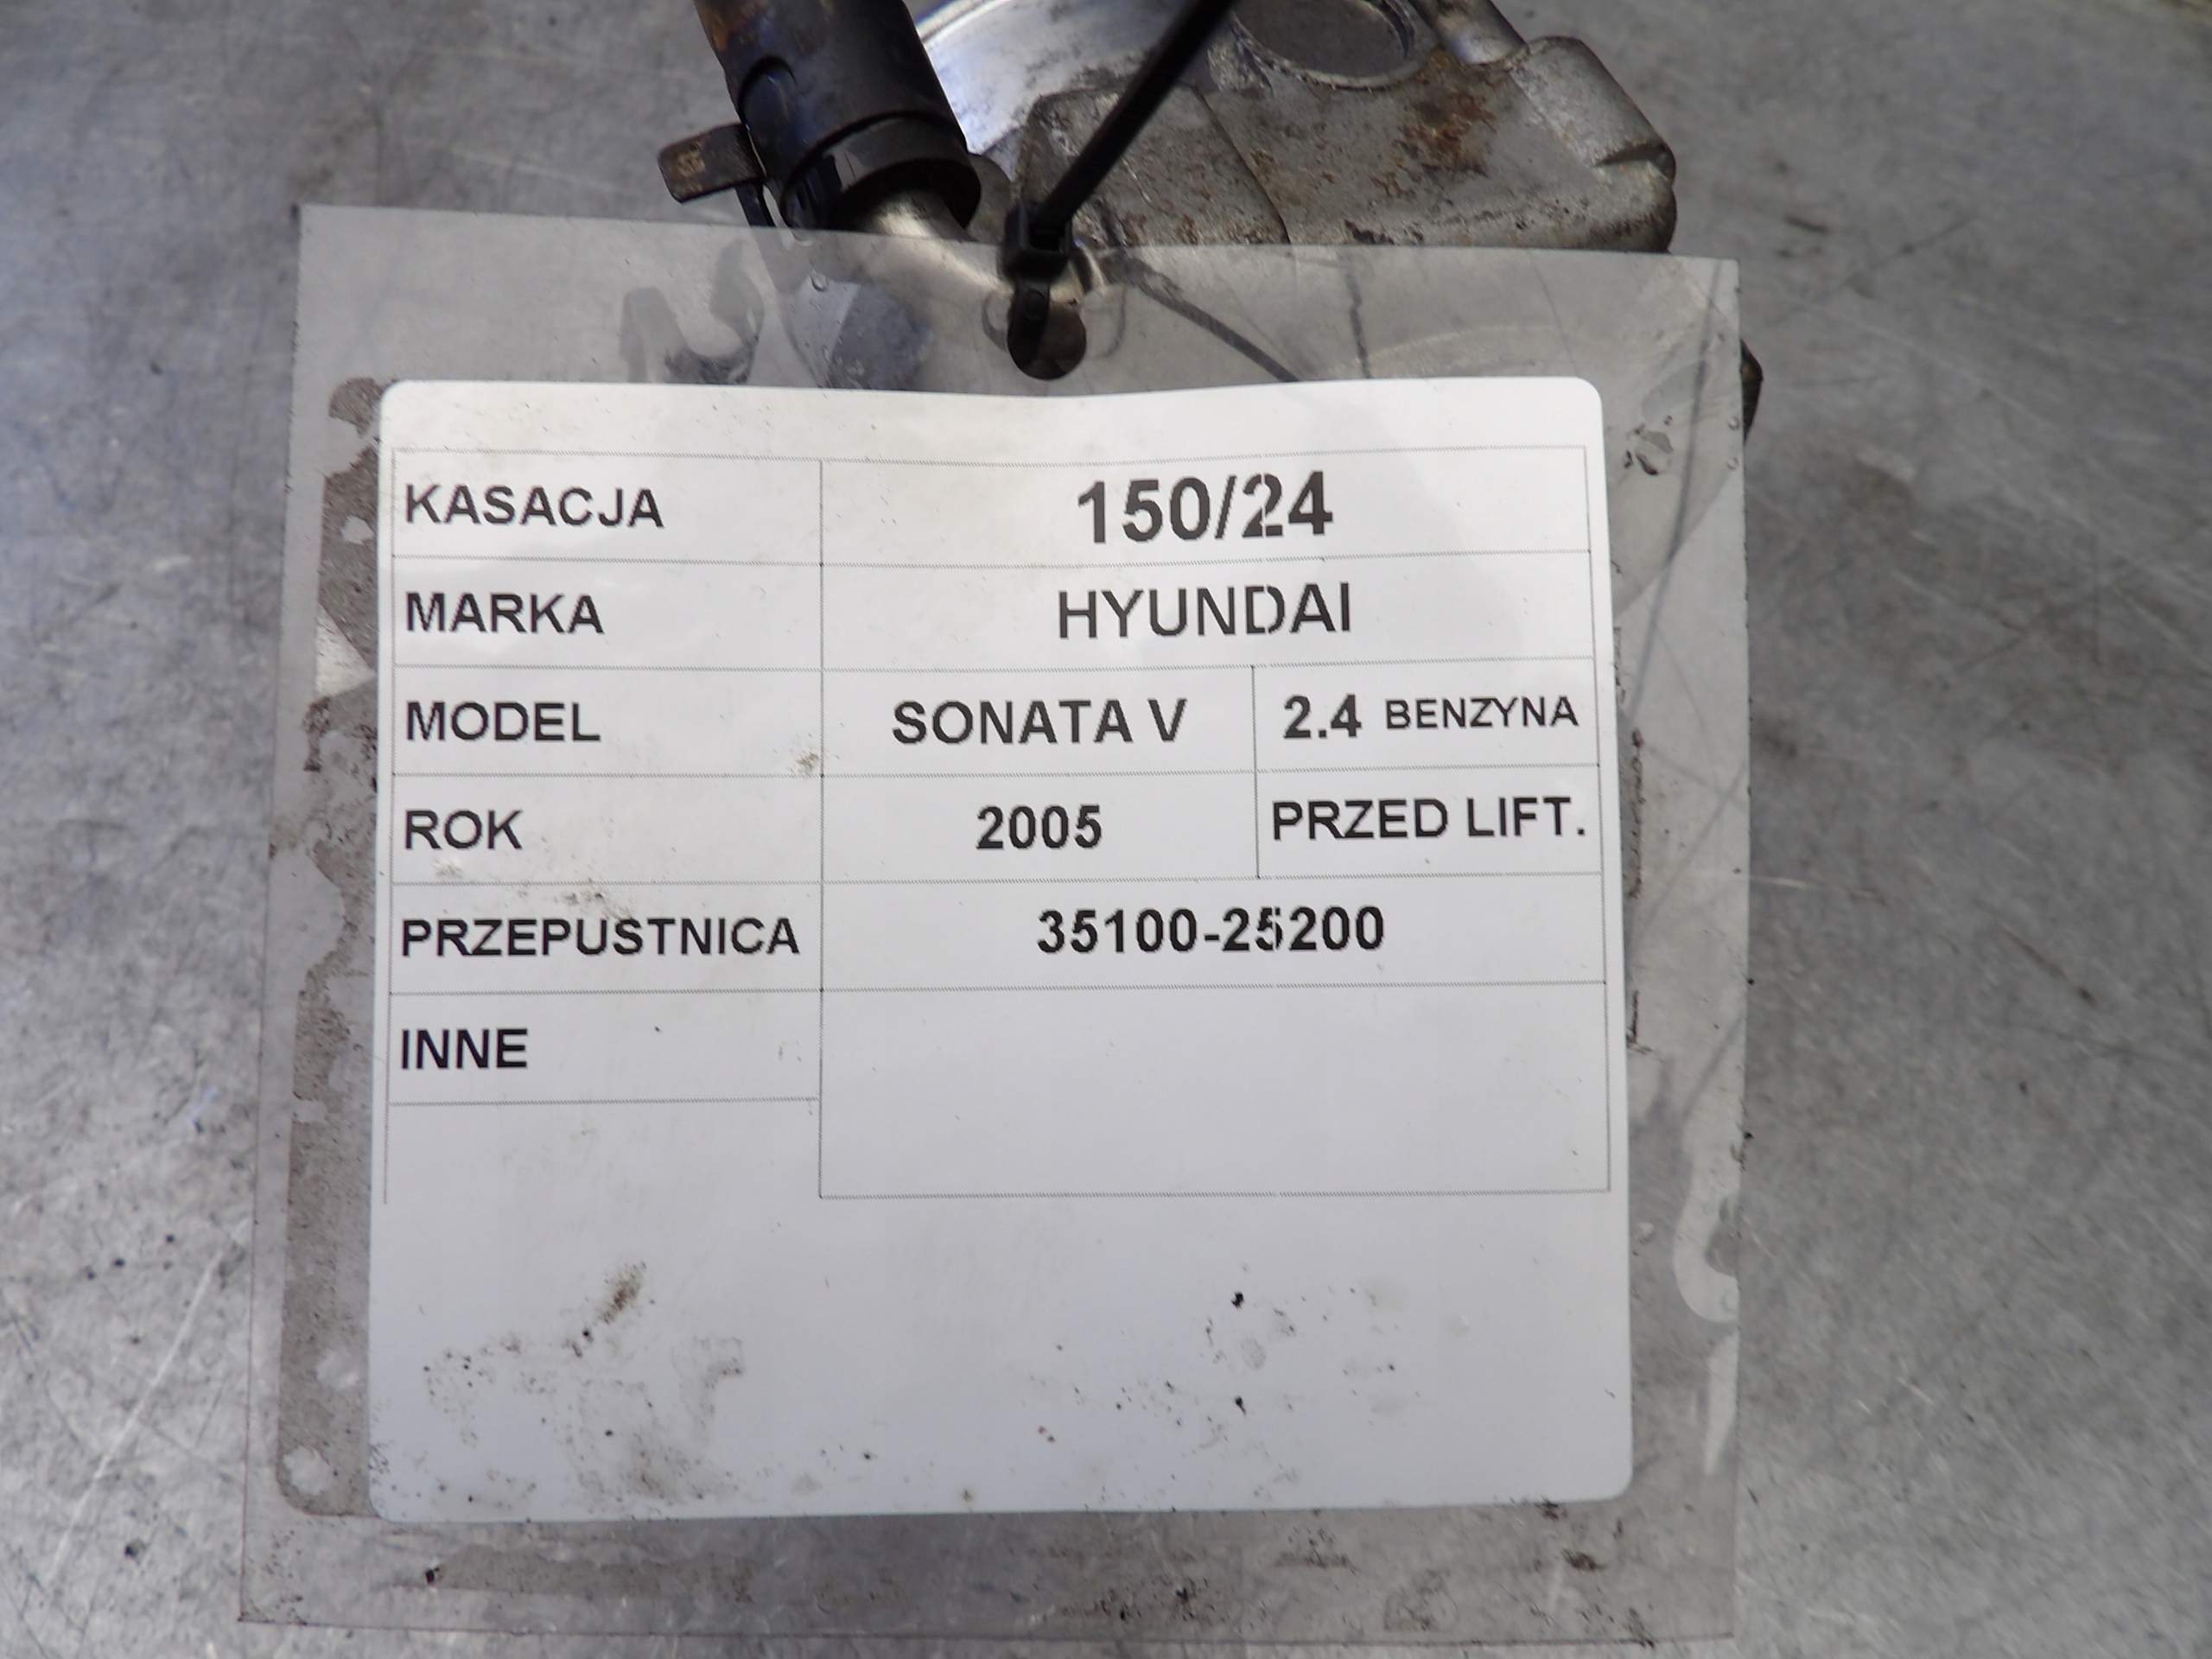 KASACJA 150/24
MARKA HYUNDAI
MODEL SONATA V 2.4 BENZYNA
ROK 2005 PRZED LIFT.
PRZEPUSTNICA 35100-25200
INNE